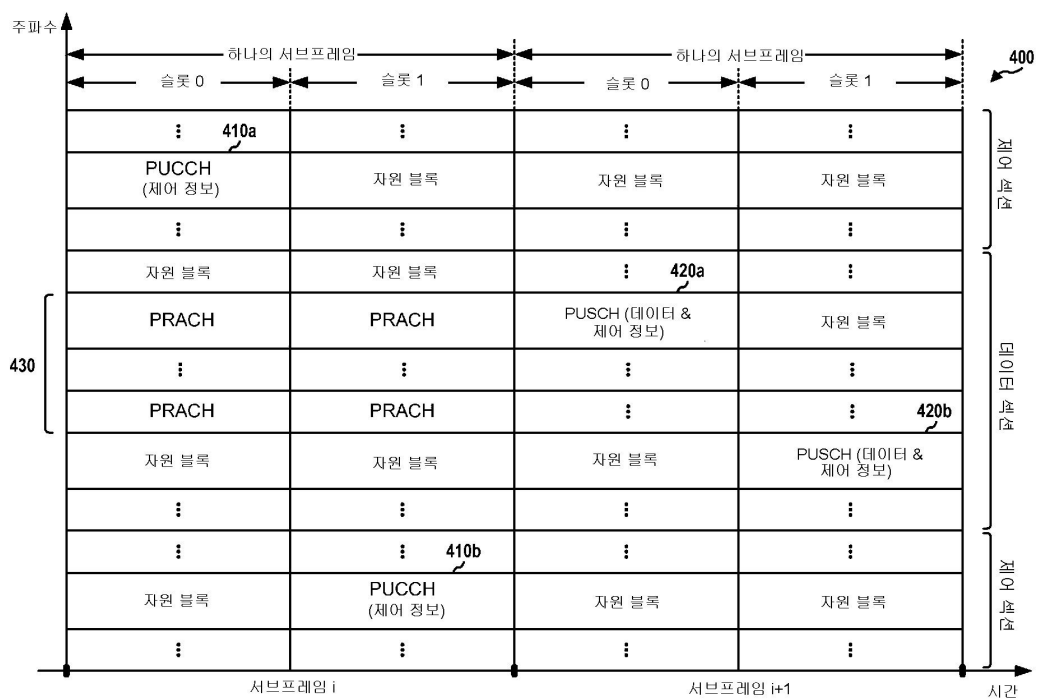 주파수
하나의 서브프레임
하나의 서브프레임
400
슬롯 0
슬롯 1
슬롯 0
슬롯 1
410a
PUCCH
(제어 정보)
자원 블록
자원 블록
자원 블록
제어 섹션
자원 블록
자원 블록
420a
PRACH
PRACH
PUSCH (데이터 &
제어 정보)
자원 블록
430
데이터 섹션
PRACH
PRACH
420b
자원 블록
자원 블록
자원 블록
PUSCH (데이터 &
제어 정보)
410b
자원 블록
PUCCH
(제어 정보)
자원 블록
자원 블록
제어 섹션
서브프레임 i
서브프레임 i+1
시간